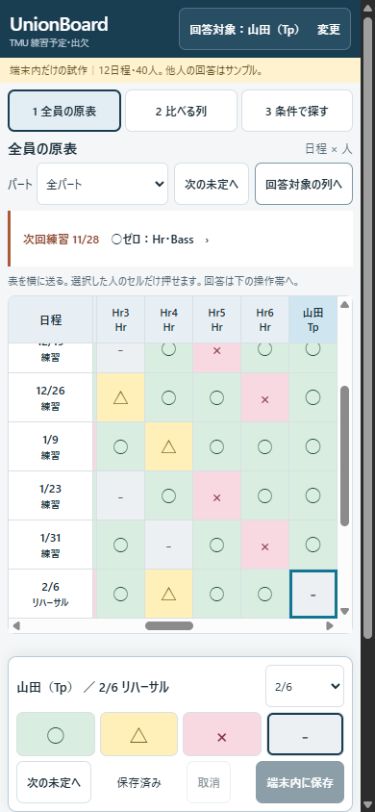 UnionBoard
TMU 練習予定・出欠
回答対象：山田（Tp） 変更
端末内だけの試作｜12日程・40人。他人の回答はサンプル。
1 全員の原表 2 比べる列 3 条件で探す
全員の原表 日程 × 人
パート 全パート 次の未定へ 回答対象の列へ
次回練習 11/28 ○ゼロ：Hr・Bass ›
表を横に送る。選択した人のセルだけ押せます。回答は下の操作帯へ。
日程 Hr3 Hr4 Hr5 Hr6 山田
Hr Hr Hr Hr Tp
- ○ × ○ ○
練習
12/26 △ ○ ○ × ○
練習
1/9 ○ △ ○ ○ ○
練習
1/23 - ○ × ○ ○
練習
1/31 ○ - ○ × ○
練習
2/6 ○ △ ○ ○ -
リハーサル
山田（Tp） ／ 2/6 リハーサル 2/6
○ △ × -
次の未定へ 保存済み 取消 端末内に保存